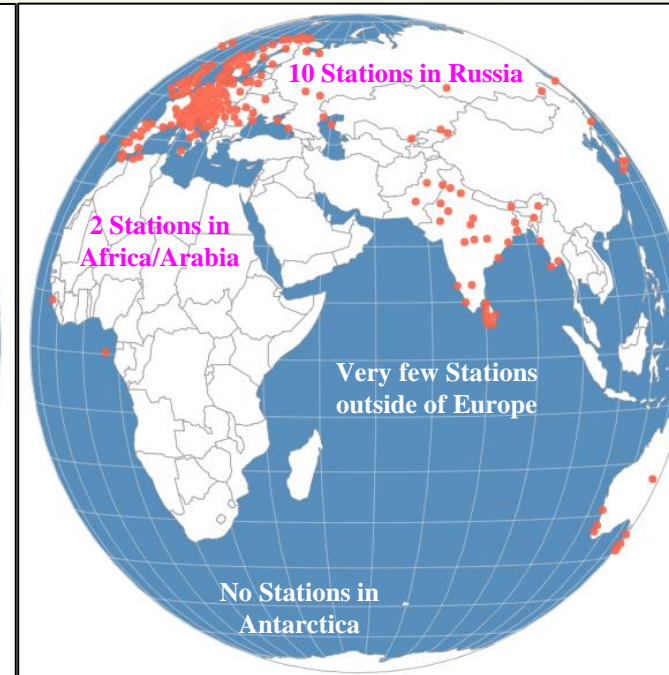 10 Stations in Russia
2 Stations in
Africa/Arabia
Very few Stations
outside of Europe
No Stations in
Antarctica